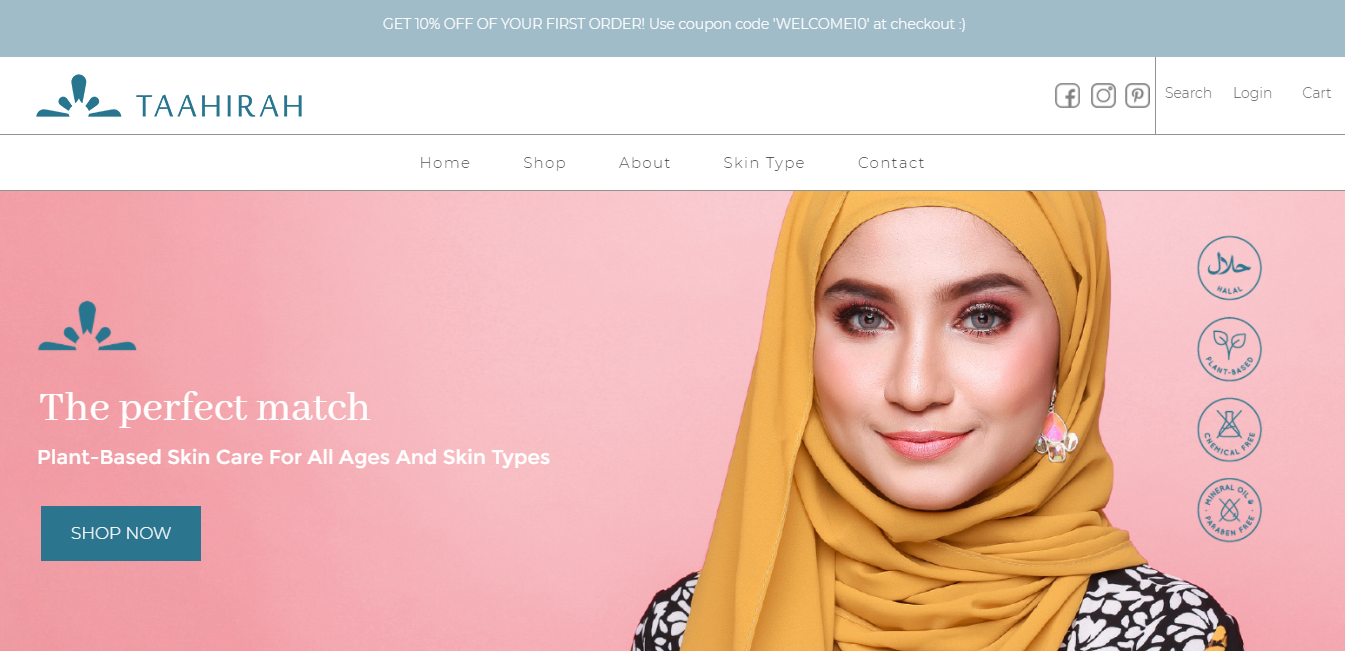 GET 10% OFF OF YOUR FIRST ORDER! Use coupon code 'WELCOME10' at checkout :)
TAAHIRAH
Search Login Cart
Home Shop About Skin Type Contact
حلال
HALAL
PLANT-BASED
CHEMICAL FREE
MINERAL OIL &
PARABEN FREE
The perfect match
Plant-Based Skin Care For All Ages And Skin Types
SHOP NOW